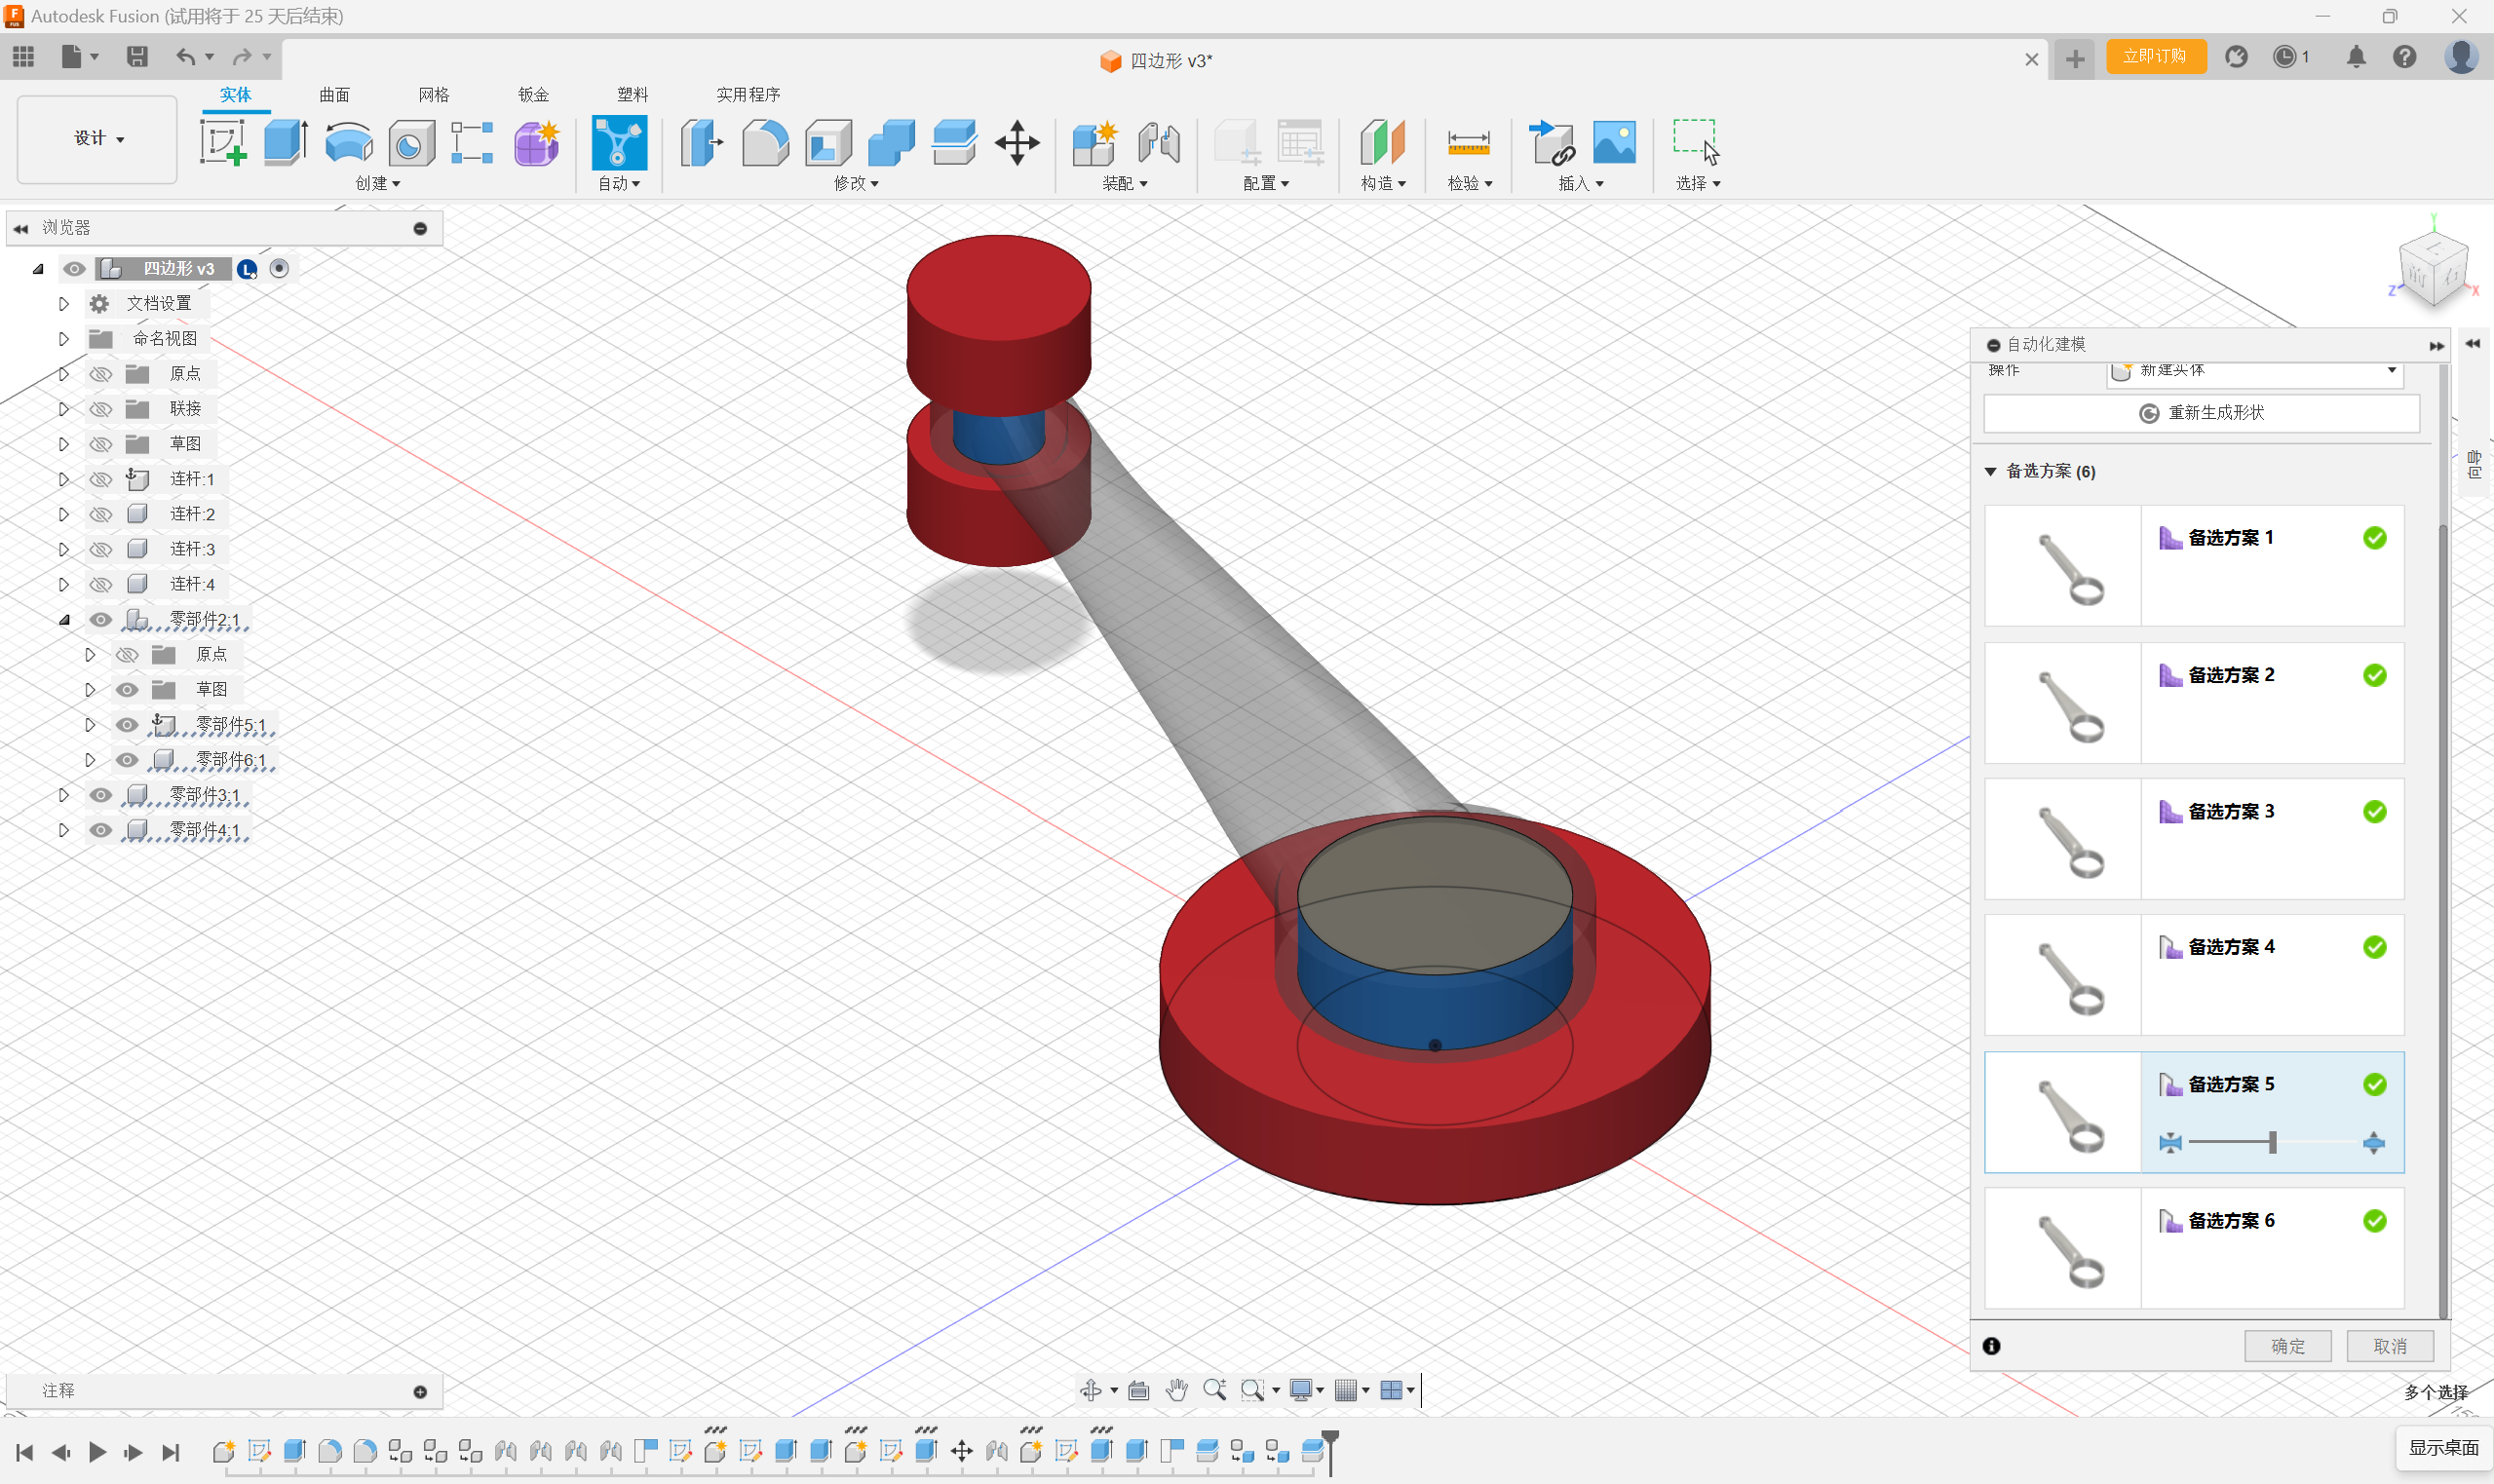 Autodesk Fusion (试用将于 25 天后结束)
四边形 v3*
立即订购
1
实体
曲面
网格
钣金
塑料
实用程序
设计
创建
自动
修改
装配
配置
构造
检验
插入
选择
浏览器
四边形 v3
文档设置
命名视图
原点
联接
草图
连杆:1
连杆:2
连杆:3
连杆:4
零部件2:1
原点
草图
零部件5:1
零部件6:1
零部件3:1
零部件4:1
Y
Z
X
自动化建模
操作
新建实体
重新生成形状
向导
备选方案 (6)
备选方案 1
备选方案 2
备选方案 3
备选方案 4
备选方案 5
备选方案 6
确定
取消
注释
多个选择
显示桌面